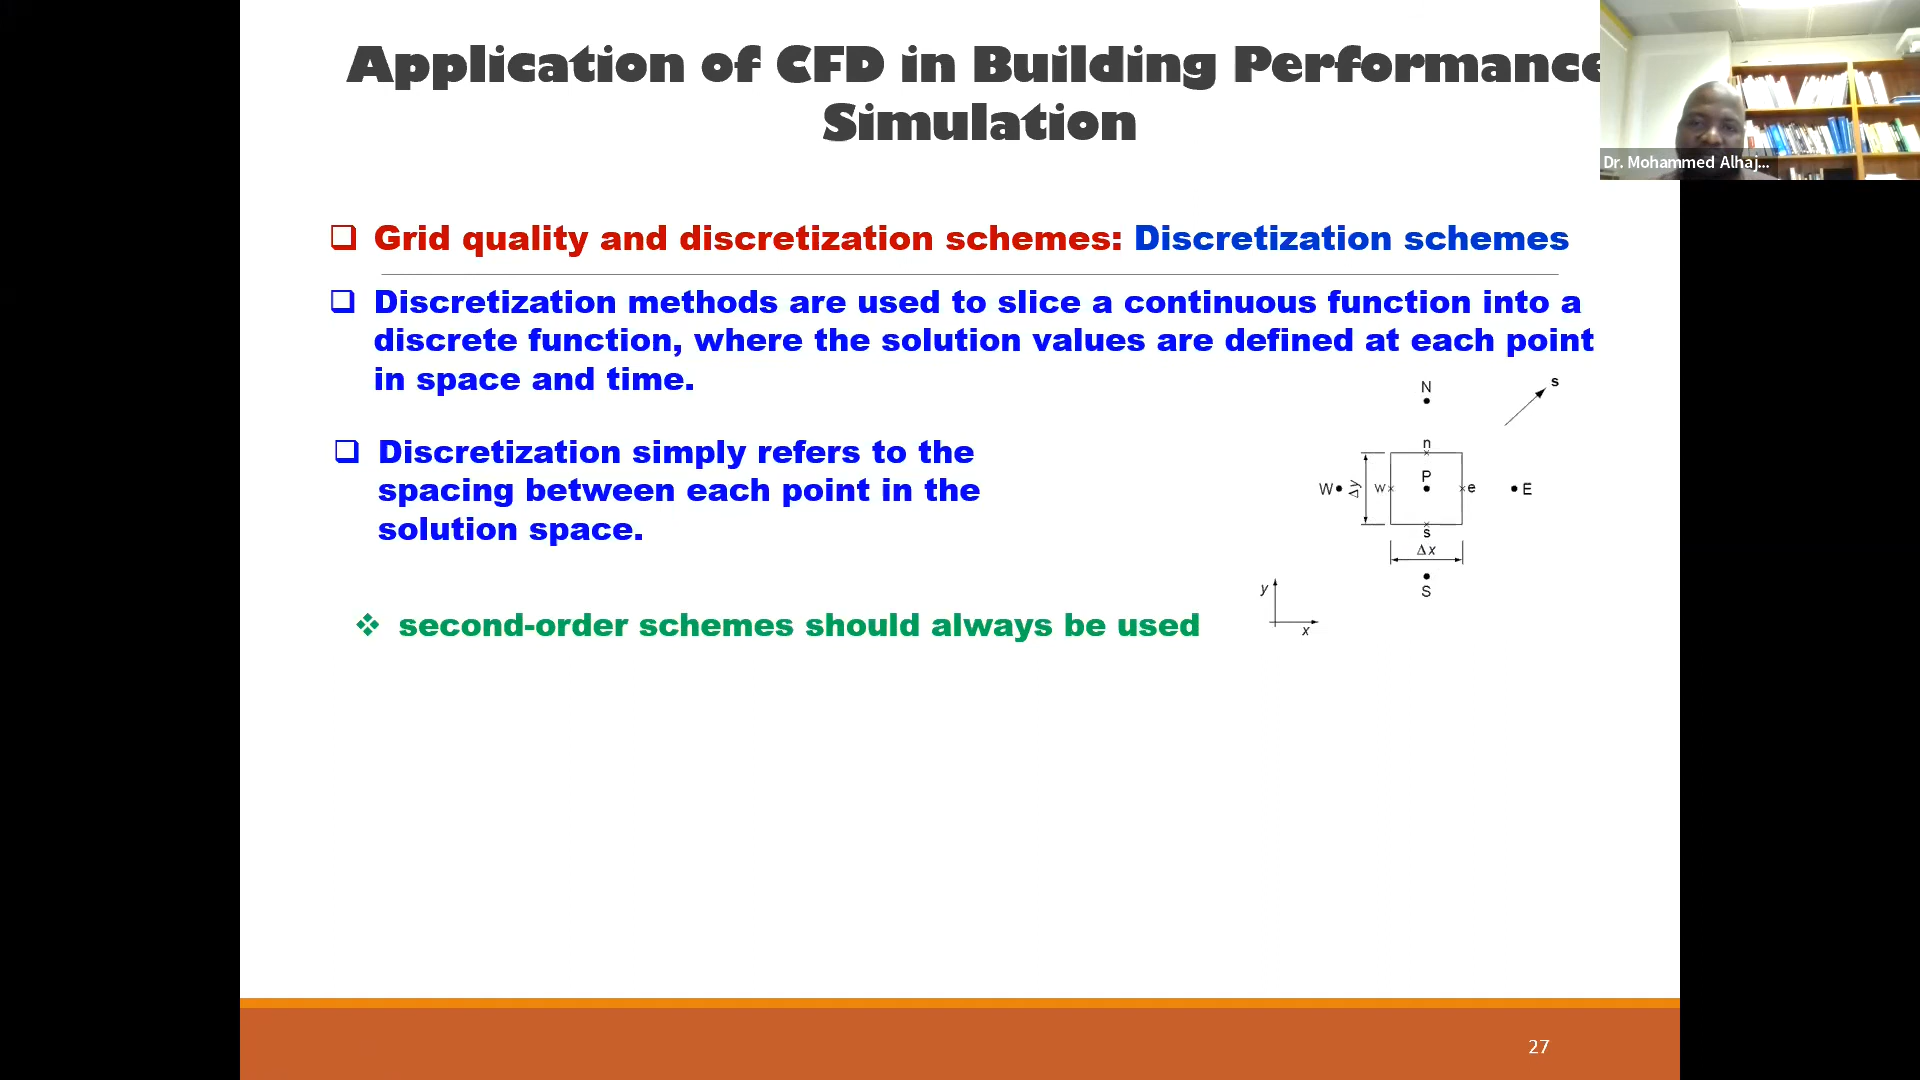 Application of CFD in Building Performance
Simulation
Dr. Mohammed Alhaj...
Grid quality and discretization schemes: Discretization schemes
Discretization methods are used to slice a continuous function into a
discrete function, where the solution values are defined at each point
in space and time.
Discretization simply refers to the
spacing between each point in the
solution space.
second-order schemes should always be used
s
N
n
P
W
Δy
w
e
E
s
Δx
S
y
x
27